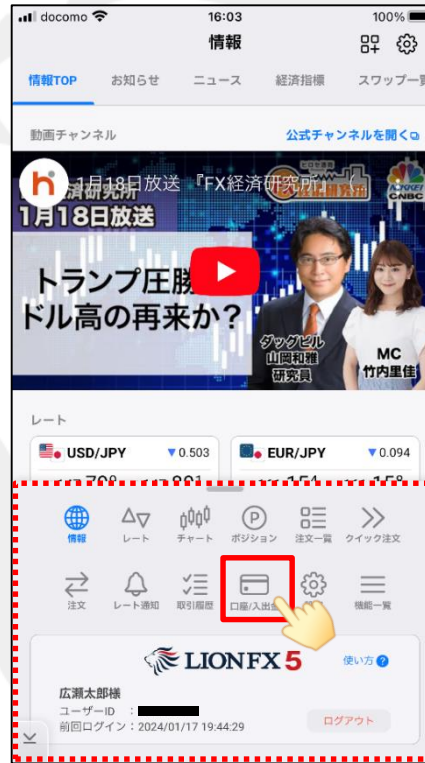 docomo 16:03 100%
情報
情報TOP お知らせ ニュース 経済指標 スワップ一覧
動画チャンネル 公式チャンネルを開く
1月18日放送 『FX経済研究所』 (
1月18日放送
CNBC
トランプ圧勝
ドル高の再来か?
ダッグビル
山岡和雅
研究員
MC
竹内里佳
レート
USD/JPY ▼0.503 EUR/JPY ▼0.094
情報 レート チャート ポジション 注文一覧 クイック注文
注文 レート通知 取引履歴 口座/入出金 機能一覧
LION FX 5 使い方
広瀬太郎様
ユーザーID :
前回ログイン:2024/01/17 19:44:29 ログアウト